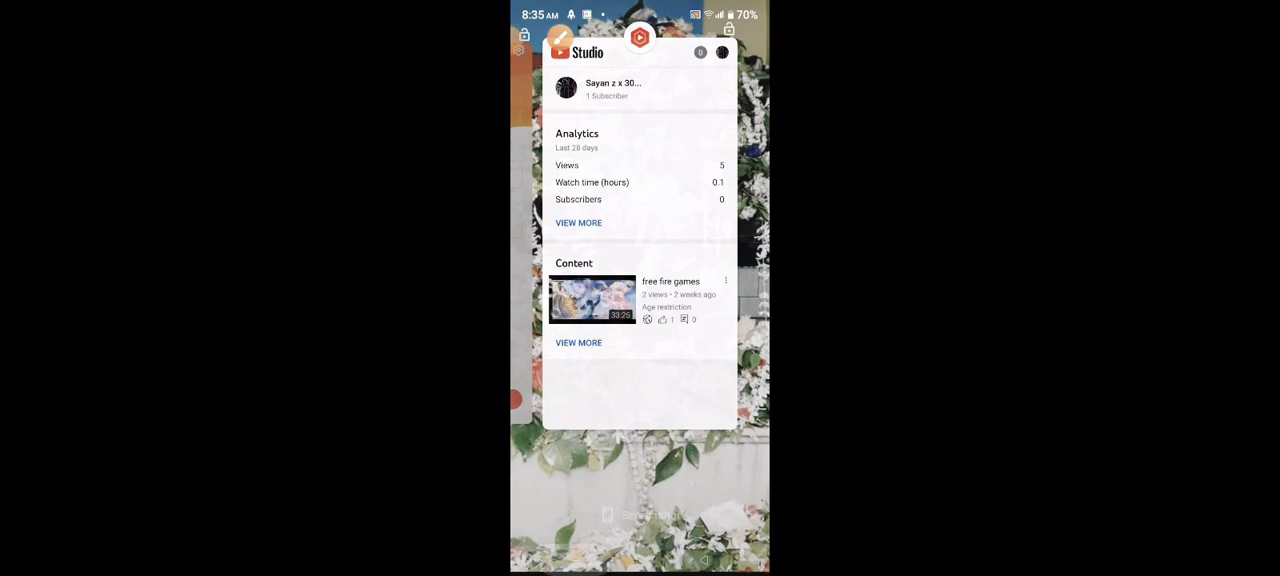 8:35 AM
70%
Studio
0
Sayan z x 30...
1 Subscriber
Analytics
Last 28 days
Views 5
Watch time (hours) 0.1
Subscribers 0
VIEW MORE
Content
free fire games
2 views • 2 weeks ago
Age restriction
33:25
1 0
VIEW MORE
Screenshot